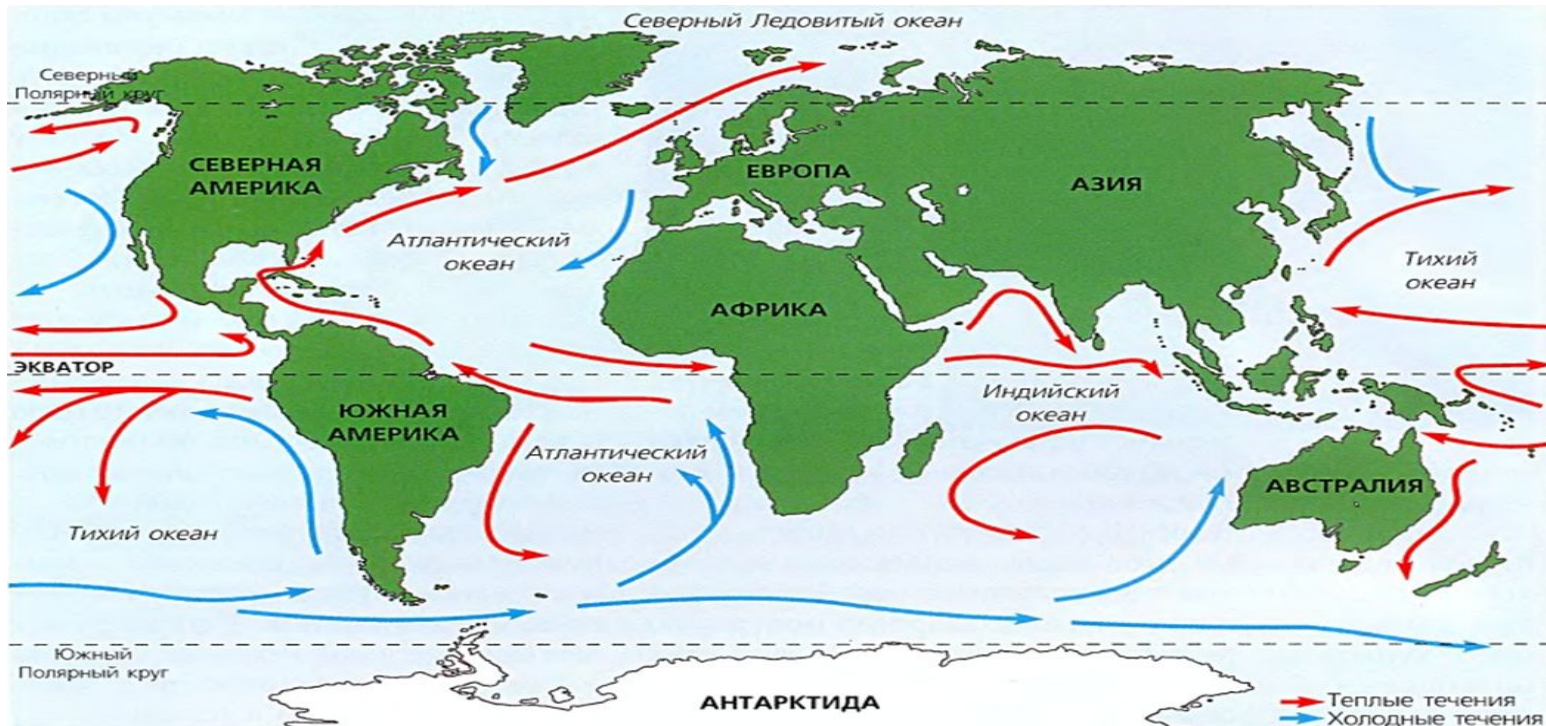 Северный Ледовитый океан
Северный
Полярный круг
СЕВЕРНАЯ
АМЕРИКА
ЕВРОПА
АЗИЯ
Атлантический
океан
Тихий
океан
АФРИКА
ЭКВАТОР
Индийский
океан
ЮЖНАЯ
АМЕРИКА
Атлантический
океан
АВСТРАЛИЯ
Тихий океан
Южный
Полярный круг
АНТАРКТИДА
Теплые течения
Холодные течения